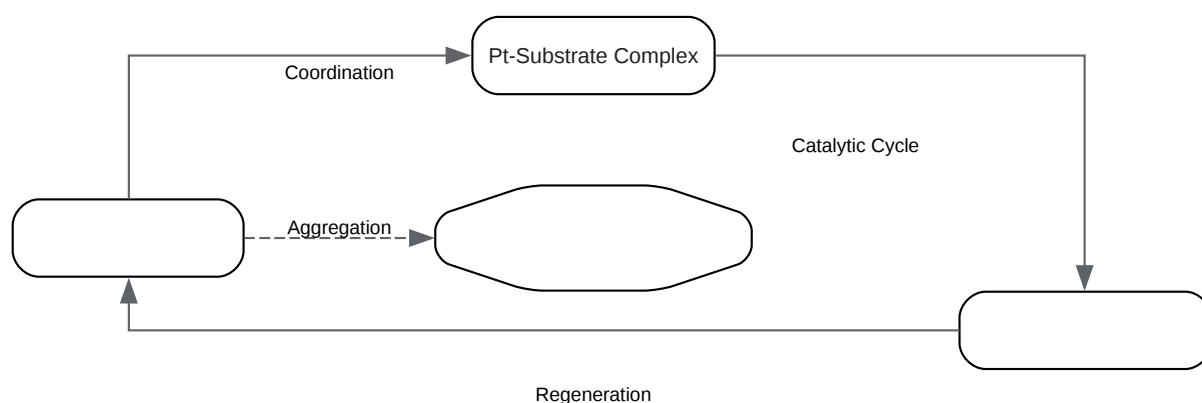 Pt-Substrate Complex
Coordination
Catalytic Cycle
Aggregation
Regeneration